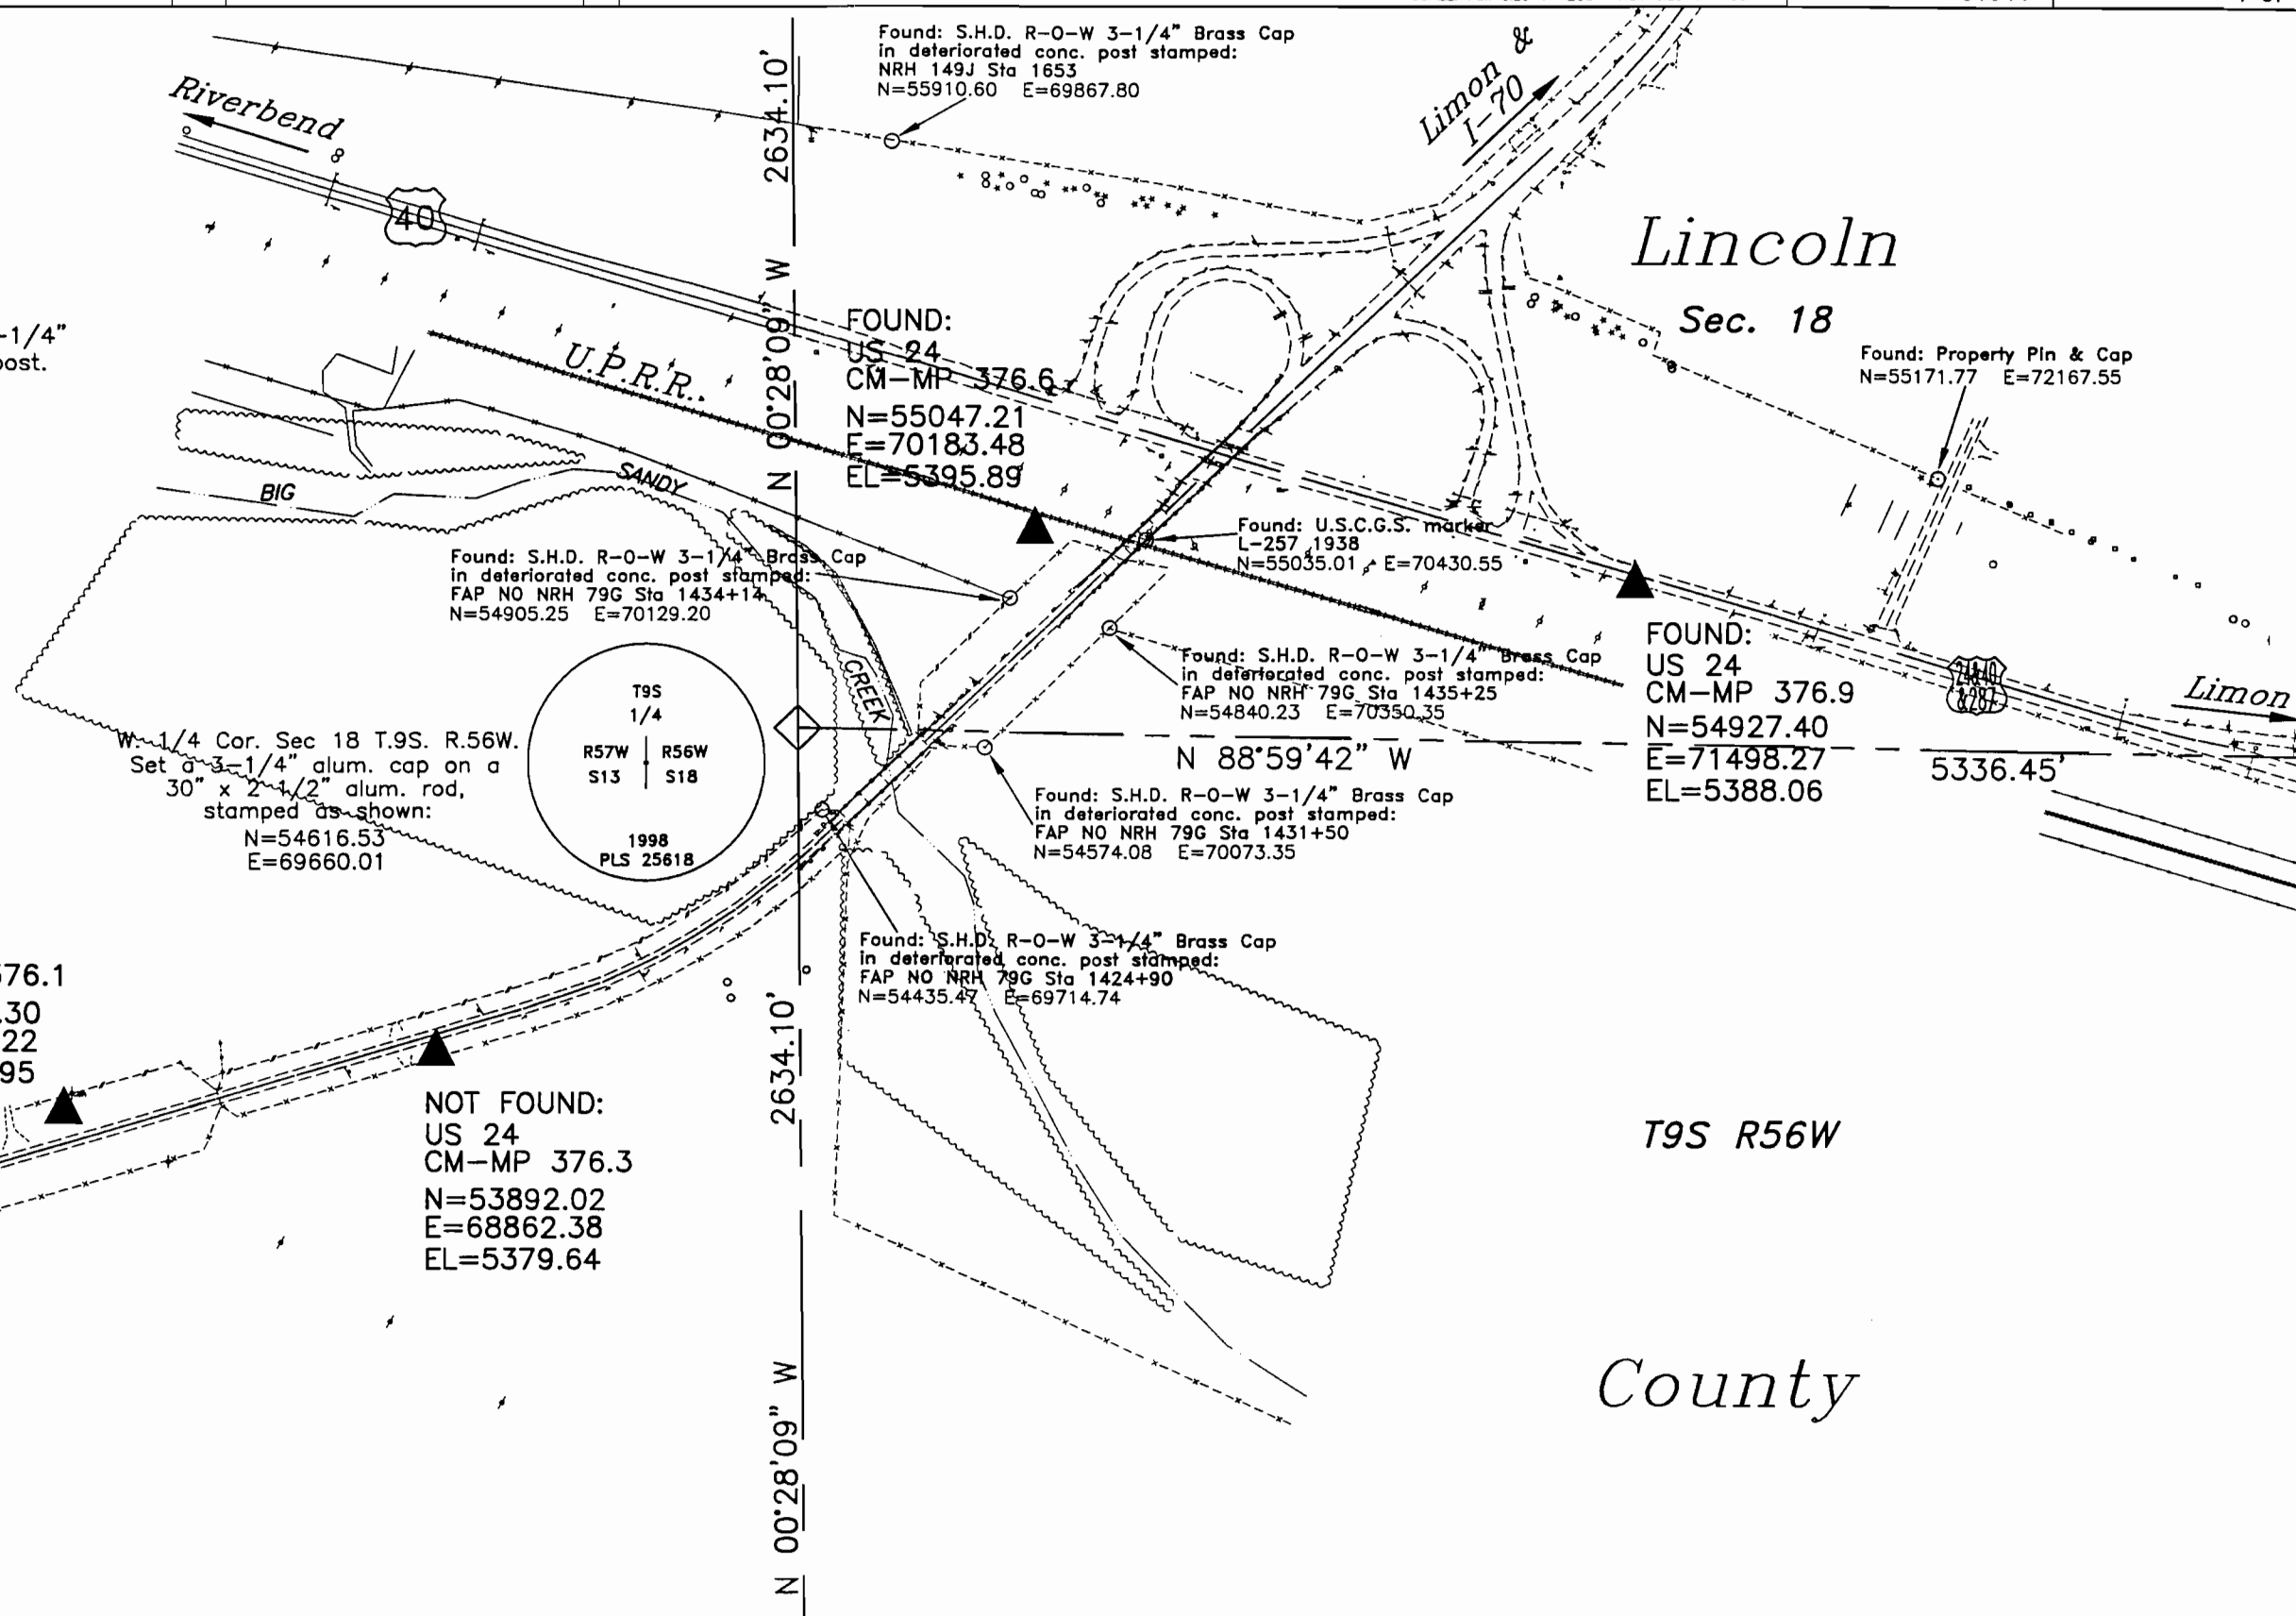 Found: S.H.D. R-O-W 3-1/4" Brass Cap
in deteriorated conc. post stamped:
NRH 149J Sta 1653
N=55910.60 E=69867.80
Riverbend
40
2634.10'
N 00°28'09" W
Limon &
I-70
Lincoln
Sec. 18
-1/4"
post.
U.P.R.R.
FOUND:
US 24
CM-MP 376.6
N=55047.21
E=70183.48
EL=5395.89
Found: Property Pin & Cap
N=55171.77 E=72167.55
BIG
SANDY
CREEK
Found: U.S.C.G.S. marker
L-257 1938
N=55035.01 E=70430.55
Found: S.H.D. R-O-W 3-1/4" Brass Cap
in deteriorated conc. post stamped:
FAP NO NRH 79G Sta 1434+14
N=54905.25 E=70129.20
Found: S.H.D. R-O-W 3-1/4" Brass Cap
in deteriorated conc. post stamped:
FAP NO NRH 79G Sta 1435+25
N=54840.23 E=70350.35
FOUND:
US 24
CM-MP 376.9
N=54927.40
E=71498.27
EL=5388.06
24&40
&287
Limon
T9S
1/4
R57W R56W
S13 S18
1998
PLS 25618
W. 1/4 Cor. Sec 18 T.9S. R.56W.
Set a 3-1/4" alum. cap on a
30" x 2 1/2" alum. rod,
stamped as shown:
N=54616.53
E=69660.01
N 88°59'42" W
5336.45'
Found: S.H.D. R-O-W 3-1/4" Brass Cap
in deteriorated conc. post stamped:
FAP NO NRH 79G Sta 1431+50
N=54574.08 E=70073.35
Found: S.H.D. R-O-W 3-1/4" Brass Cap
in deteriorated conc. post stamped:
FAP NO NRH 79G Sta 1424+90
N=54435.47 E=69714.74
376.1
.30
22
95
2634.10'
NOT FOUND:
US 24
CM-MP 376.3
N=53892.02
E=68862.38
EL=5379.64
T9S R56W
County
N 00°28'09" W